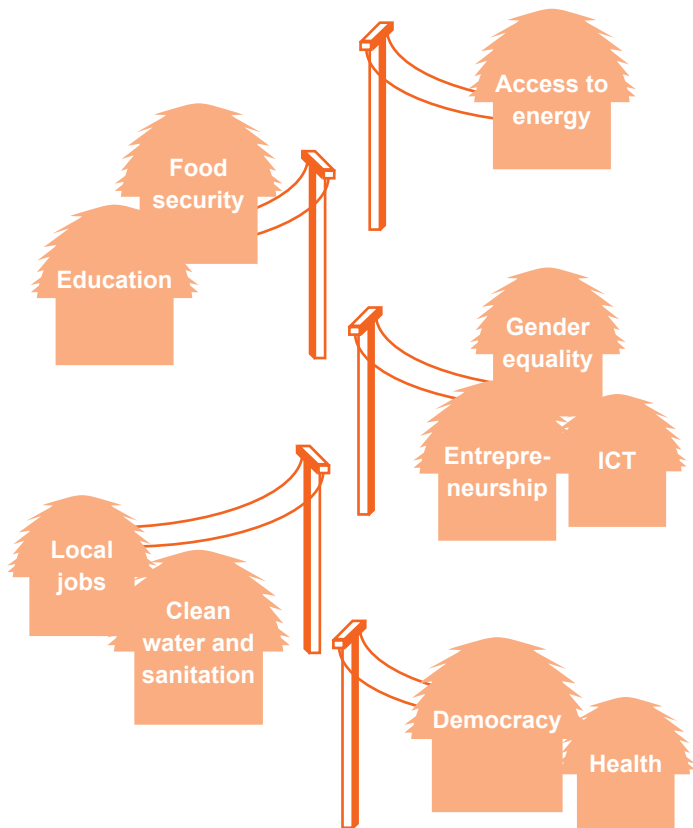 Access to
energy
Food
security
Education
Gender
equality
Entrepre-
neurship
ICT
Local
jobs
Clean
water and
sanitation
Democracy
Health